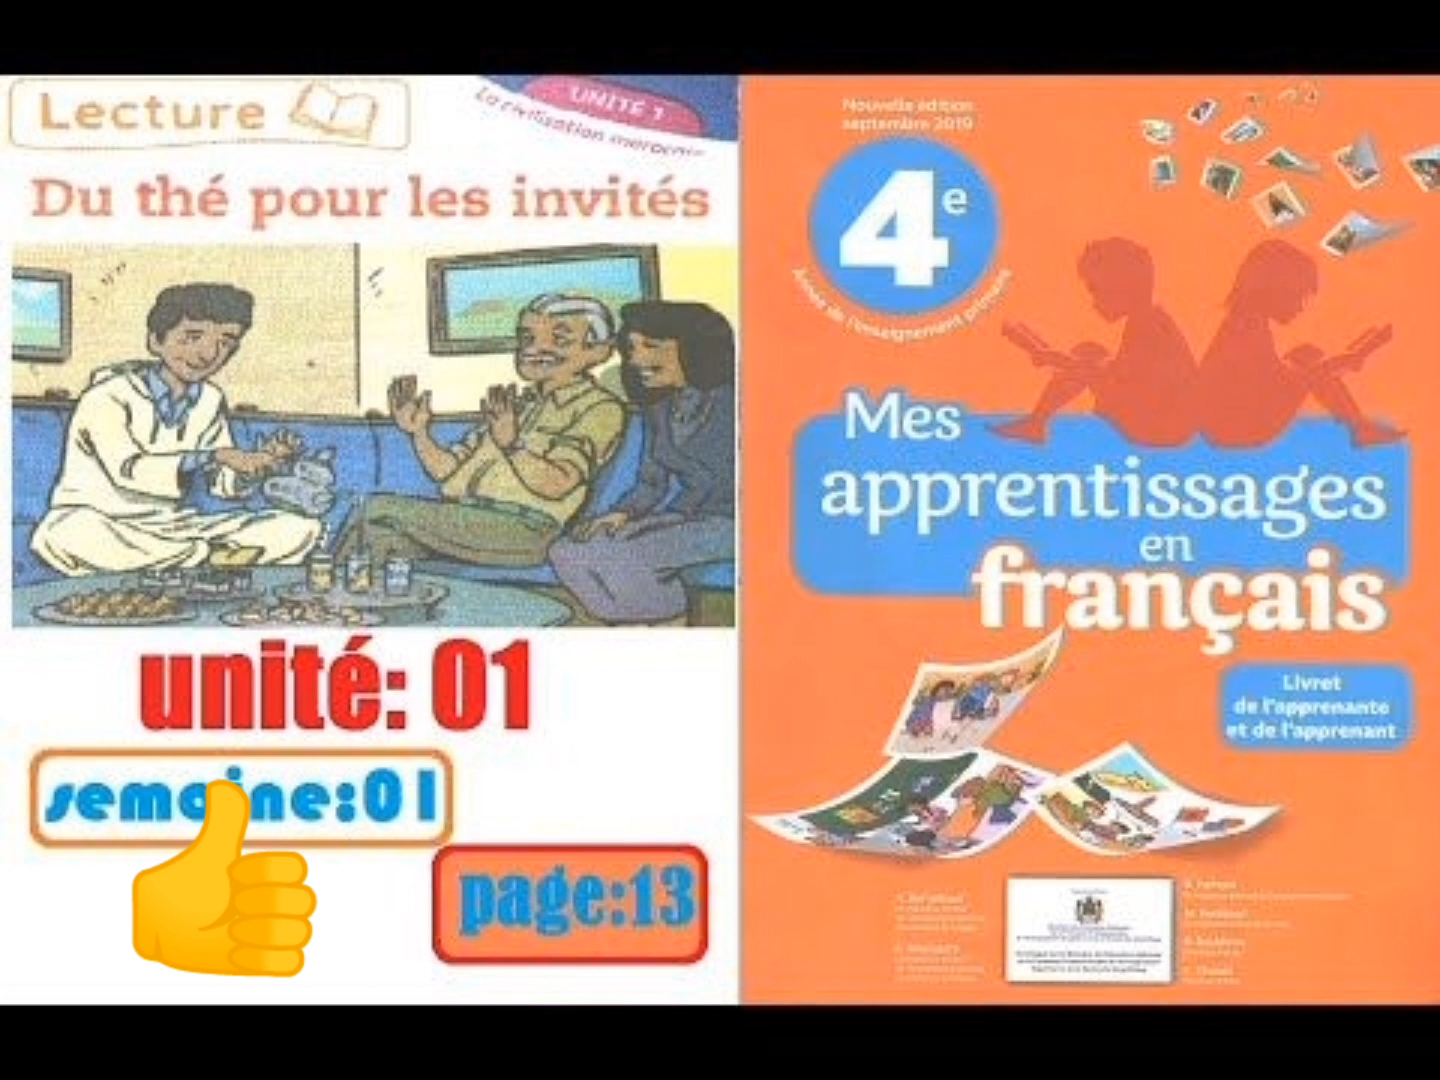 Lecture
UNITÉ 1
La civilisation marocaine
Du thé pour les invités
unité: 01
semaine:01
page:13
Nouvelle édition
septembre 2019
4e
Année de l'enseignement primaire
Mes
apprentissages
en
français
Livret
de l'apprenante
et de l'apprenant